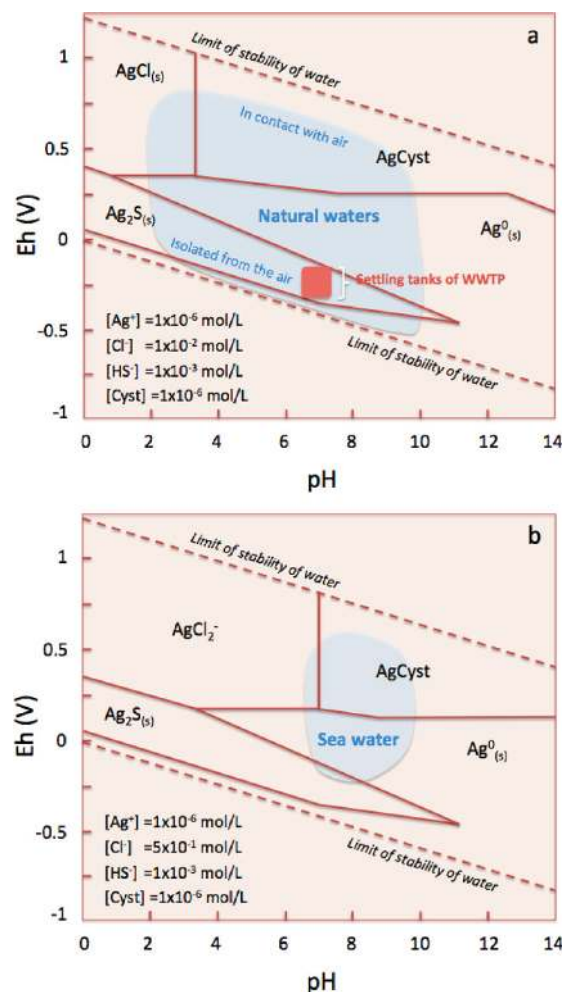 a
Limit of stability of water
1
AgCl(s)
In contact with air
0.5
AgCyst
Eh (V)
Ag₂S(s)
Natural waters
Ag⁰(s)
0
Isolated from the air
Settling tanks of WWTP
[Ag⁺] =1x10⁻⁶ mol/L
-0.5
[Cl⁻] =1x10⁻² mol/L
Limit of stability of water
[HS⁻] =1x10⁻³ mol/L
[Cyst] =1x10⁻⁶ mol/L
-1
0 2 4 6 8 10 12 14
pH
b
Limit of stability of water
1
AgCl₂⁻
0.5
AgCyst
Eh (V)
Ag₂S(s)
Sea water
Ag⁰(s)
0
[Ag⁺] =1x10⁻⁶ mol/L
-0.5
[Cl⁻] =5x10⁻¹ mol/L
Limit of stability of water
[HS⁻] =1x10⁻³ mol/L
[Cyst] =1x10⁻⁶ mol/L
-1
0 2 4 6 8 10 12 14
pH